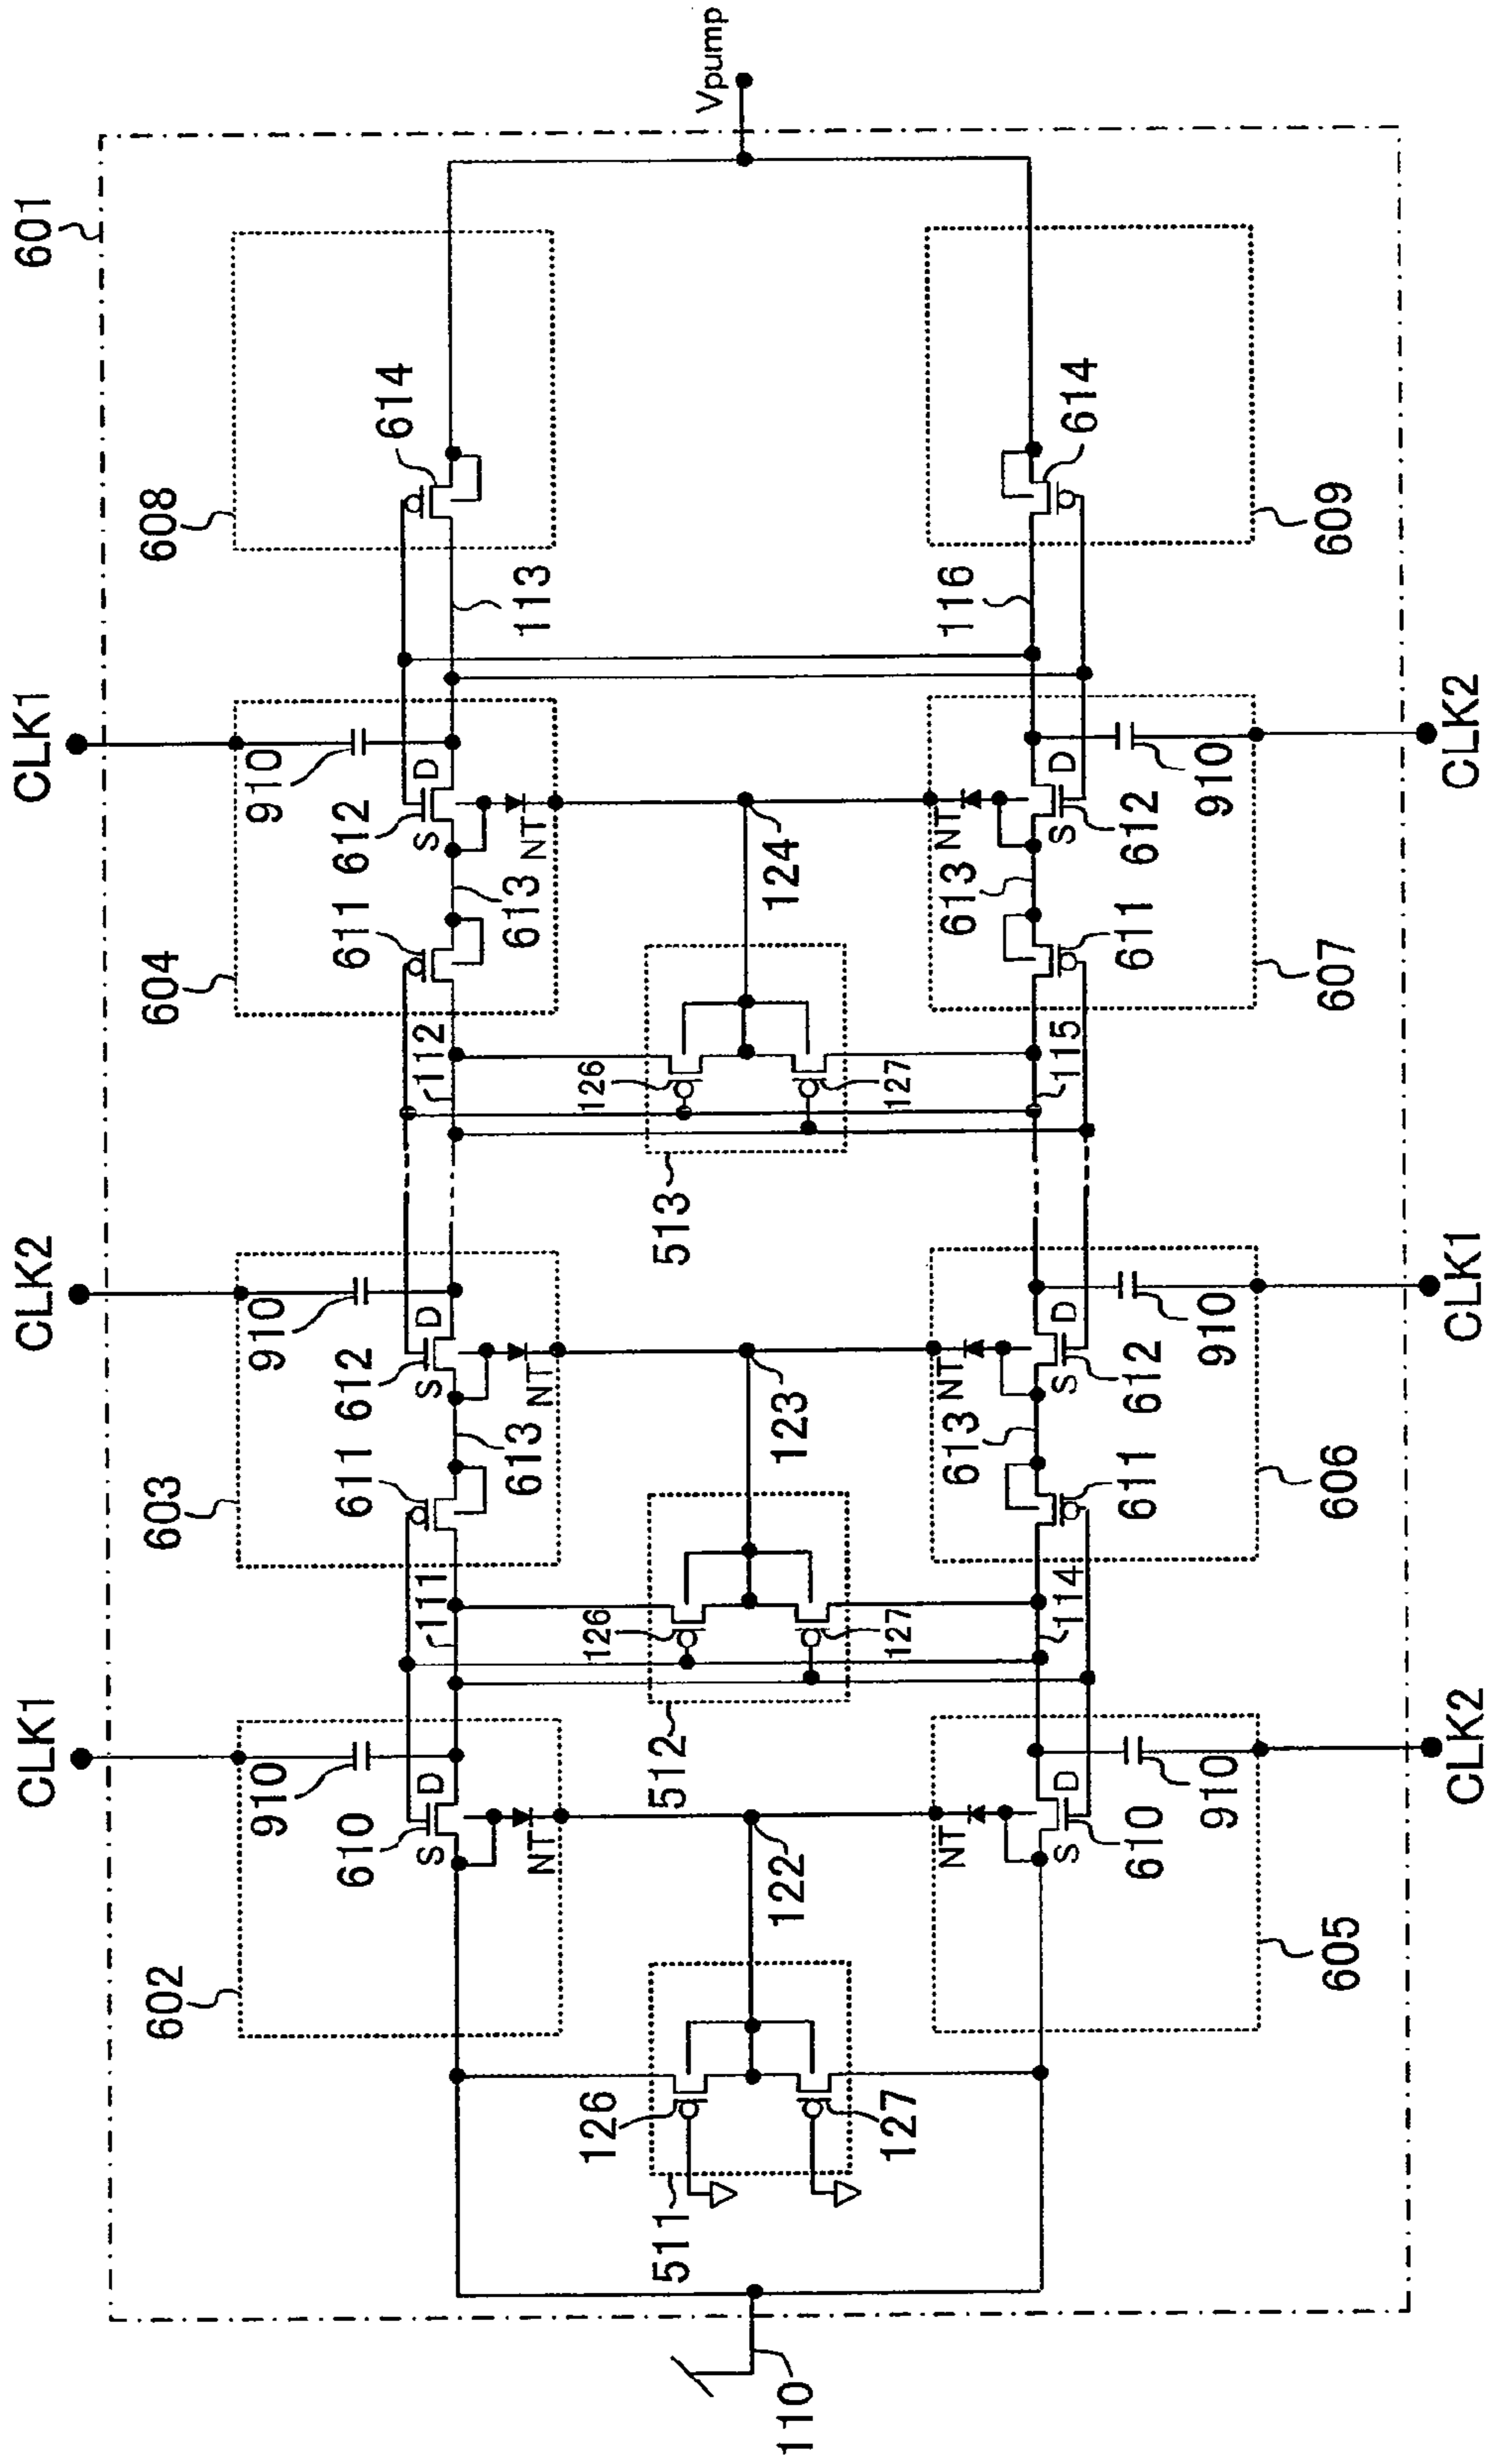 CLK1
CLK2
CLK1
601
602
603
604
608
910
910
910
610
D
S
611
612
D
S
611
612
D
S
614
NT
NT
NT
111
613
112
613
113
511
126
127
122
512
126
127
123
513
126
127
124
110
Vpump
NT
NT
NT
114
613
115
613
116
S
D
610
910
611
S
D
612
910
611
S
D
612
910
614
605
606
607
609
CLK2
CLK1
CLK2